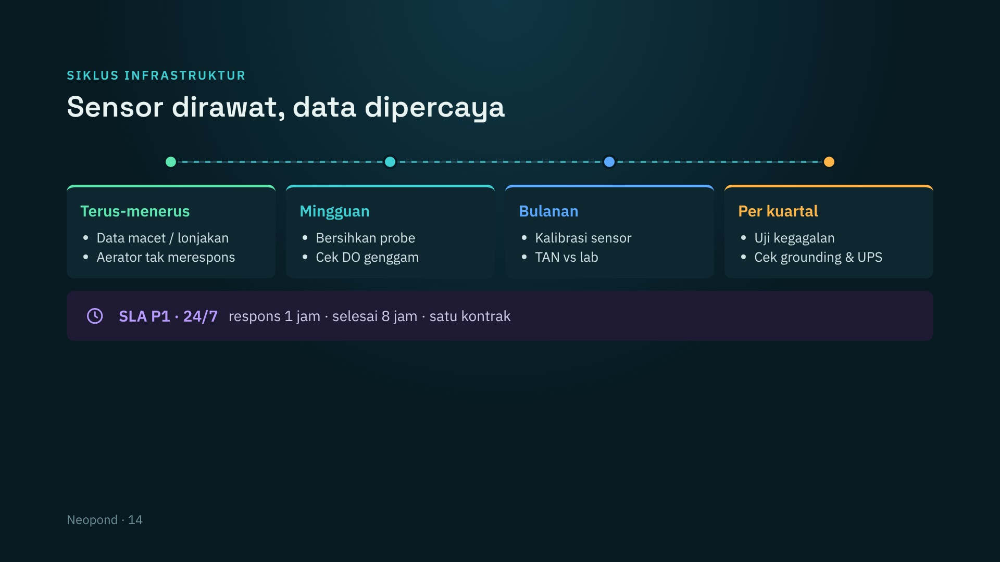 SIKLUS INFRASTRUKTUR
Sensor dirawat, data dipercaya
Terus-menerus
• Data macet / lonjakan
• Aerator tak merespons
Mingguan
• Bersihkan probe
• Cek DO genggam
Bulanan
• Kalibrasi sensor
• TAN vs lab
Per kuartal
• Uji kegagalan
• Cek grounding & UPS
SLA P1 · 24/7 respons 1 jam · selesai 8 jam · satu kontrak
Neopond · 14